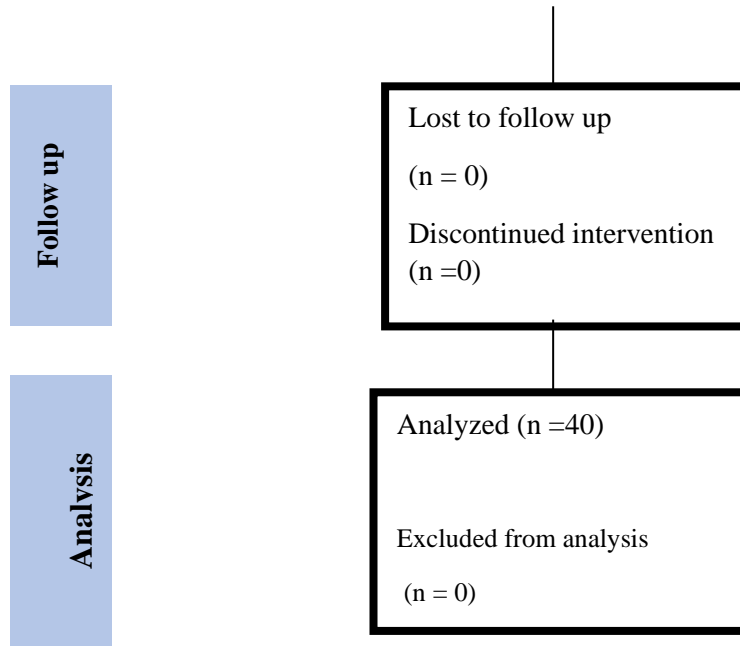 Follow up
Lost to follow up
(n = 0)
Discontinued intervention
(n =0)
Analysis
Analyzed (n =40)
Excluded from analysis
(n = 0)